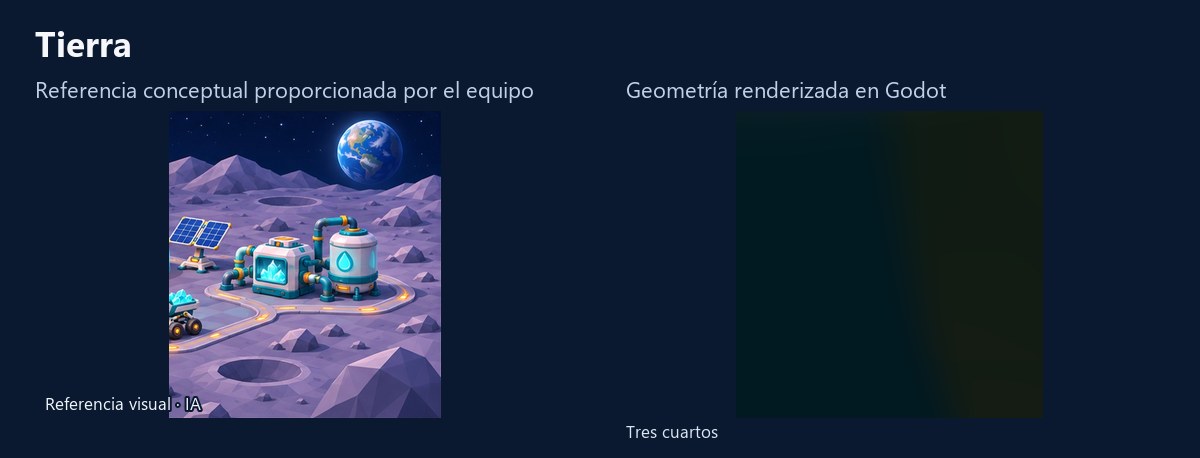 Tierra
Referencia conceptual proporcionada por el equipo
Geometría renderizada en Godot
Referencia visual · IA
Tres cuartos